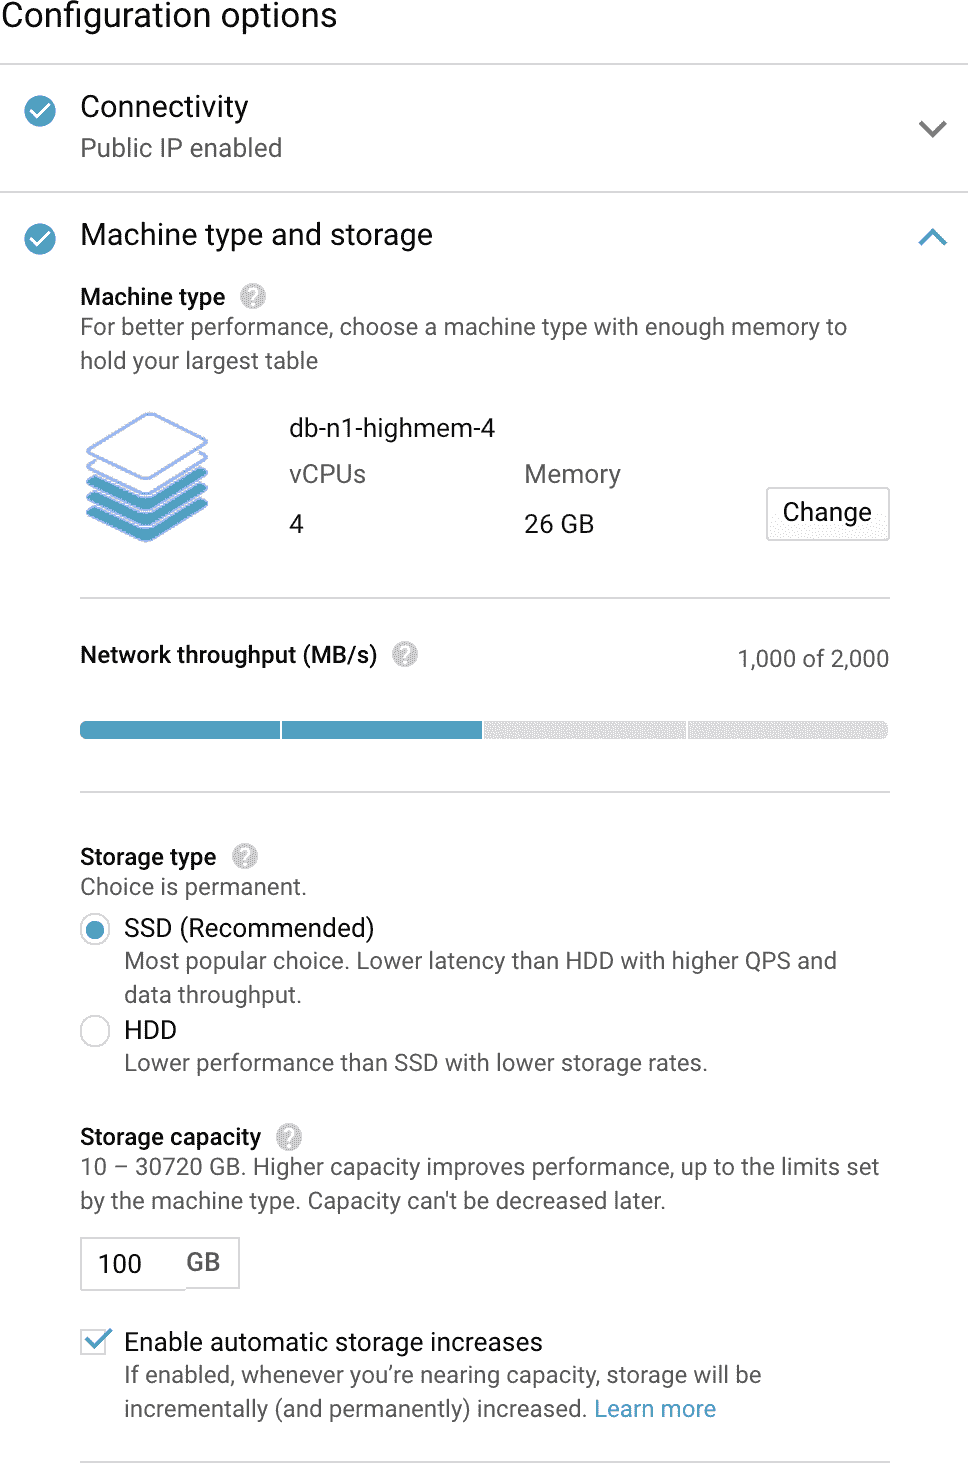 Configuration options
Connectivity
Public IP enabled
Machine type and storage
Machine type ?
For better performance, choose a machine type with enough memory to
hold your largest table
db-n1-highmem-4
vCPUs Memory
4 26 GB
Change
Network throughput (MB/s) ? 1,000 of 2,000
Storage type ?
Choice is permanent.
SSD (Recommended)
Most popular choice. Lower latency than HDD with higher QPS and
data throughput.
HDD
Lower performance than SSD with lower storage rates.
Storage capacity ?
10 – 30720 GB. Higher capacity improves performance, up to the limits set
by the machine type. Capacity can't be decreased later.
100 GB
Enable automatic storage increases
If enabled, whenever you’re nearing capacity, storage will be
incrementally (and permanently) increased. Learn more